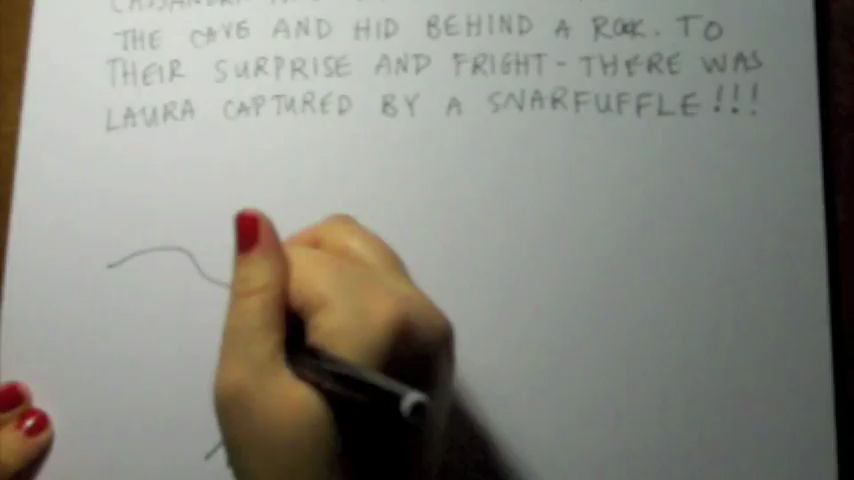 THE CAVE AND HID BEHIND A ROCK. TO
THEIR SURPRISE AND FRIGHT - THERE WAS
LAURA CAPTURED BY A SNARFUFFLE!!!